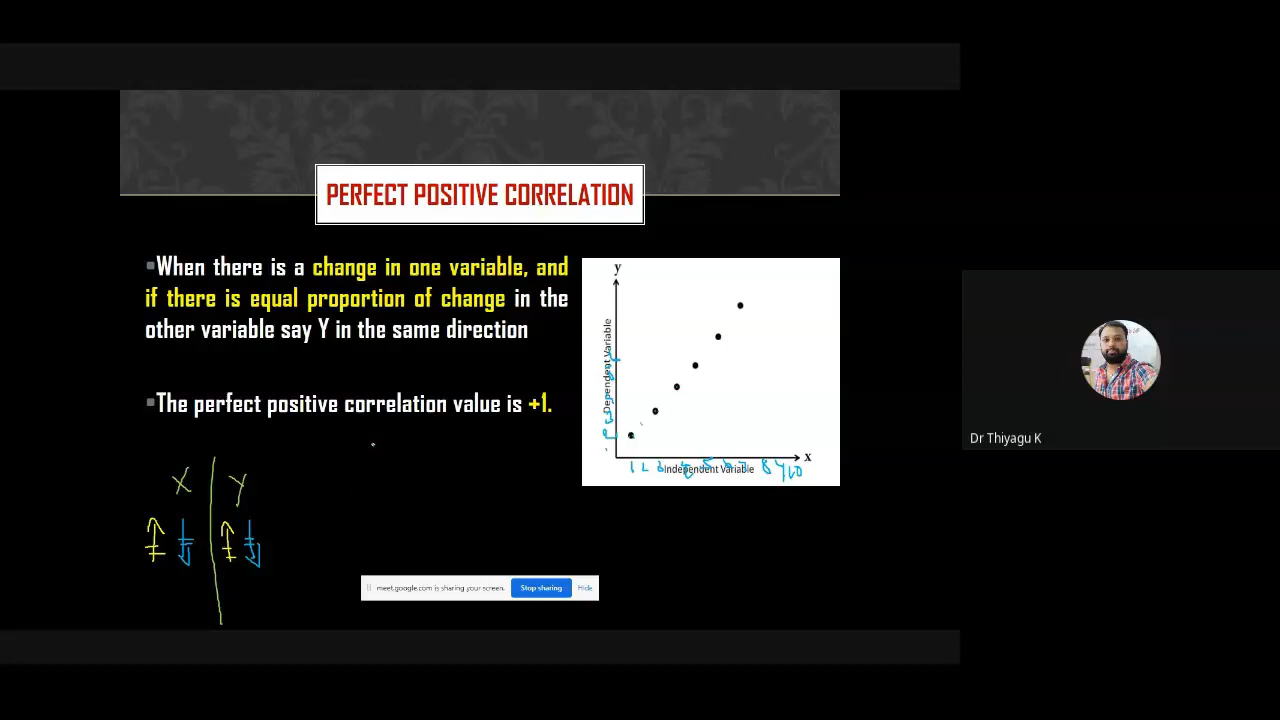 PERFECT POSITIVE CORRELATION
▪When there is a change in one variable, and
if there is equal proportion of change in the
other variable say Y in the same direction
▪The perfect positive correlation value is +1.
y
Dependent Variable
x
Independent Variable
X Y
meet.google.com is sharing your screen. Stop sharing Hide
Dr Thiyagu K